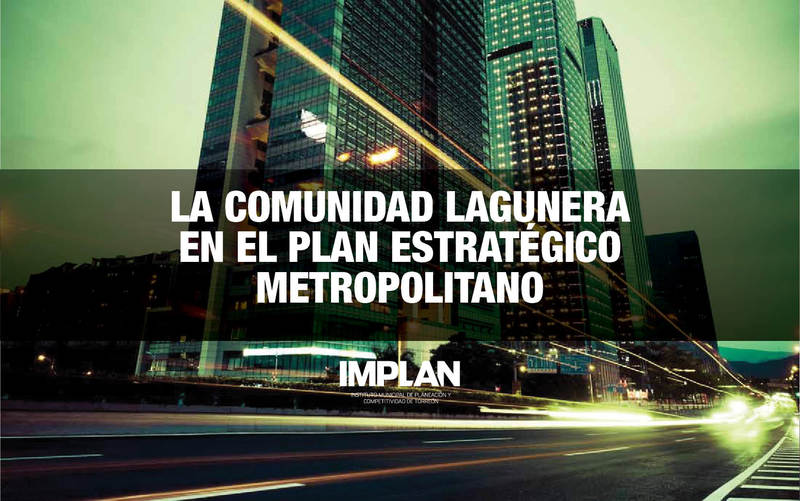 LA COMUNIDAD LAGUNERA
EN EL PLAN ESTRATÉGICO
METROPOLITANO
IMPLAN
INSTITUTO MUNICIPAL DE PLANEACIÓN Y
COMPETITIVIDAD DE TORREÓN